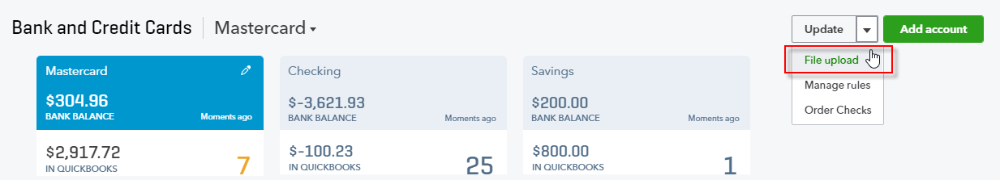 Bank and Credit Cards Mastercard
Update Add account
File upload
Manage rules
Order Checks
Mastercard
$304.96
BANK BALANCE Moments ago
$2,917.72
IN QUICKBOOKS 7
Checking
$-3,621.93
BANK BALANCE Moments ago
$-100.23
IN QUICKBOOKS 25
Savings
$200.00
BANK BALANCE Moments ago
$800.00
IN QUICKBOOKS 1